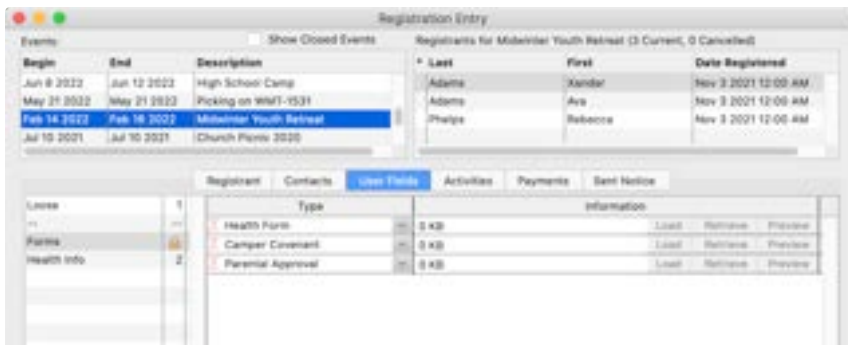 Registration Entry
Events: Show Closed Events Registrants for Midwinter Youth Retreat (3 Current, 0 Cancelled)
Begin End Description * Last First Date Registered
Jun 8 2022 Jun 12 2022 High School Camp Adams Xander Nov 3 2021 12:00 AM
May 21 2022 May 21 2022 Picking on WMT-1531 Adams Ava Nov 3 2021 12:00 AM
Feb 14 2022 Feb 16 2022 Midwinter Youth Retreat Phelps Rebecca Nov 3 2021 12:00 AM
Jul 10 2021 Jul 10 2021 Church Picnic 2020
Registrant Contacts User Fields Activities Payments Sent Notice
Loose 1 Type Information
-- Health Form 0 KB Load Retrieve Preview
Forms Camper Covenant 0 KB
Health Info 2 Parental Approval 0 KB Load Retrieve Preview